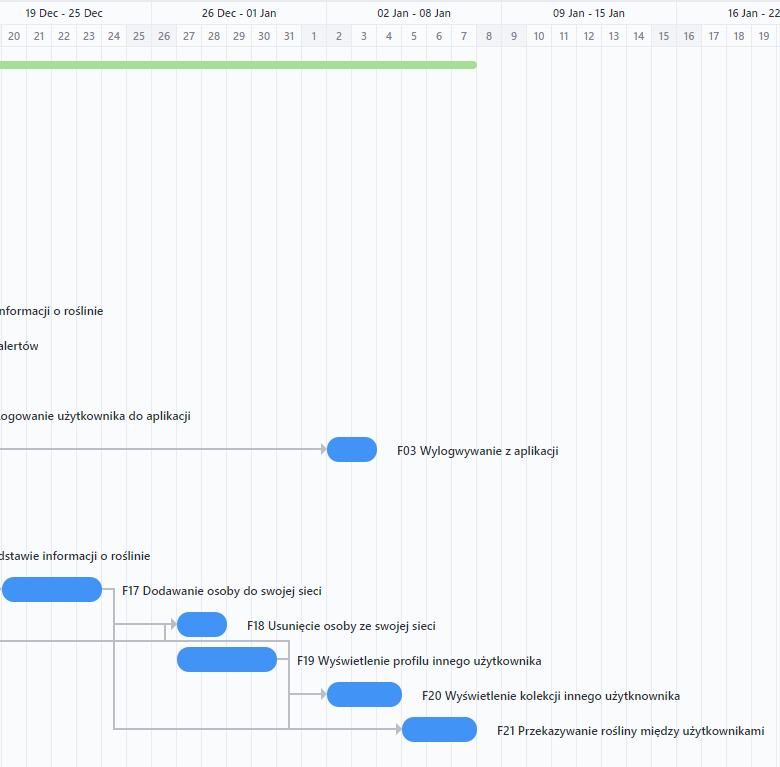 19 Dec - 25 Dec 26 Dec - 01 Jan 02 Jan - 08 Jan 09 Jan - 15 Jan 16 Jan - 22
20 21 22 23 24 25 26 27 28 29 30 31 1 2 3 4 5 6 7 8 9 10 11 12 13 14 15 16 17 18 19
nformacji o roślinie
alertów
ogowanie użytkownika do aplikacji
F03 Wylogwywanie z aplikacji
dstawie informacji o roślinie
F17 Dodawanie osoby do swojej sieci
F18 Usunięcie osoby ze swojej sieci
F19 Wyświetlenie profilu innego użytkownika
F20 Wyświetlenie kolekcji innego użytknownika
F21 Przekazywanie rośliny między użytkownikami